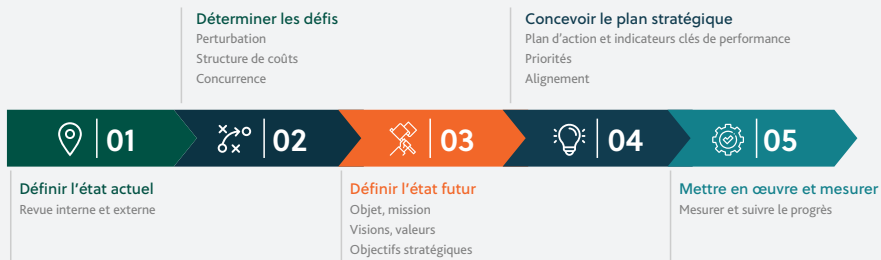 Déterminer les défis
Perturbation
Structure de coûts
Concurrence
Concevoir le plan stratégique
Plan d'action et indicateurs clés de performance
Priorités
Alignement
01
02
03
04
05
Définir l'état actuel
Revue interne et externe
Définir l'état futur
Objet, mission
Visions, valeurs
Objectifs stratégiques
Mettre en œuvre et mesurer
Mesurer et suivre le progrès